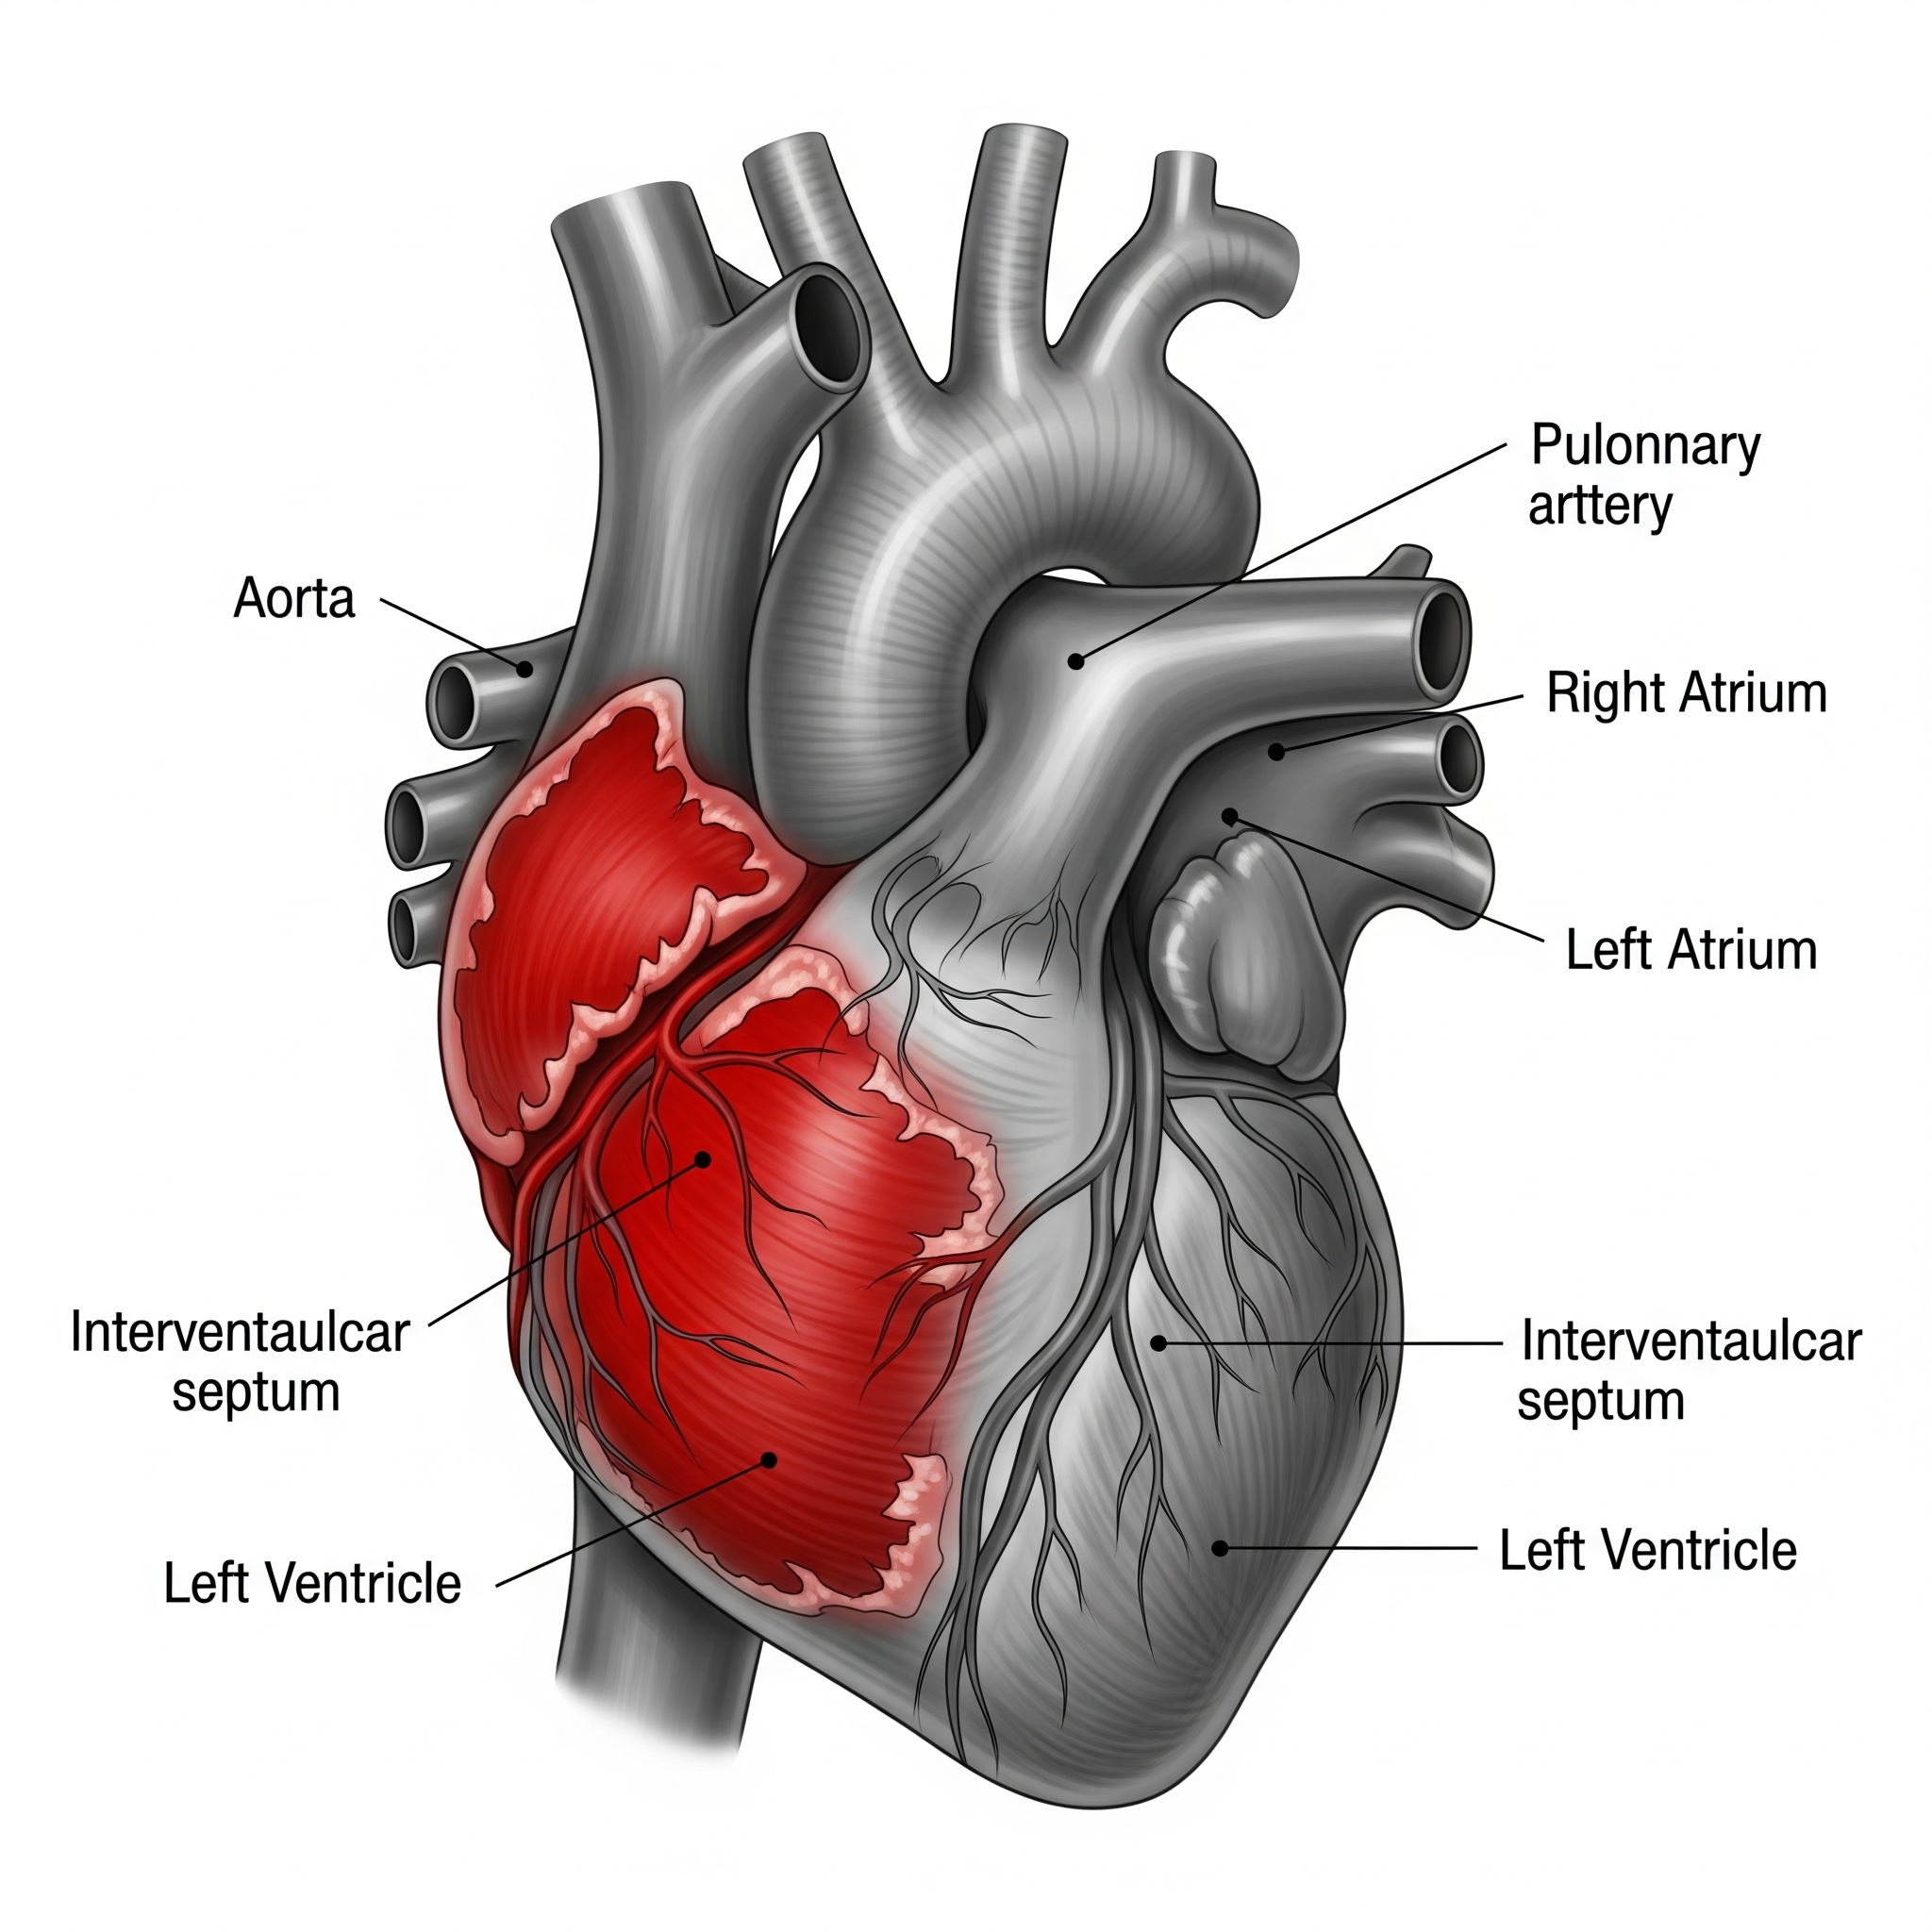 Pulonnary
arttery
Aorta
Right Atrium
Left Atrium
Interventaulcar
septum
Interventaulcar
septum
Left Ventricle
Left Ventricle